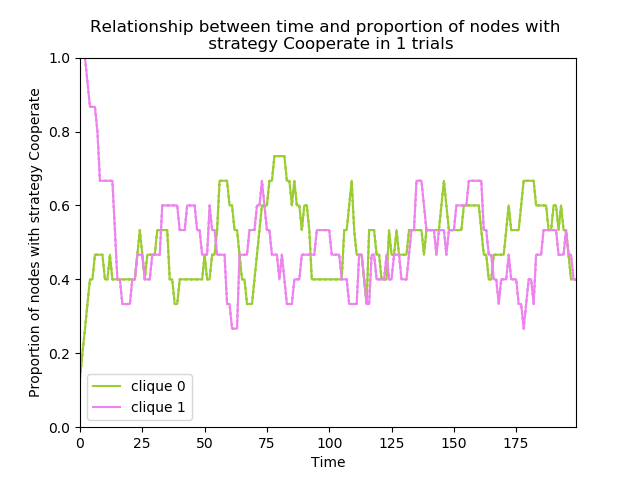 Relationship between time and proportion of nodes with
strategy Cooperate in 1 trials
Proportion of nodes with strategy Cooperate
1.0
0.8
0.6
0.4
0.2
0.0
clique 0
clique 1
0 25 50 75 100 125 150 175
Time